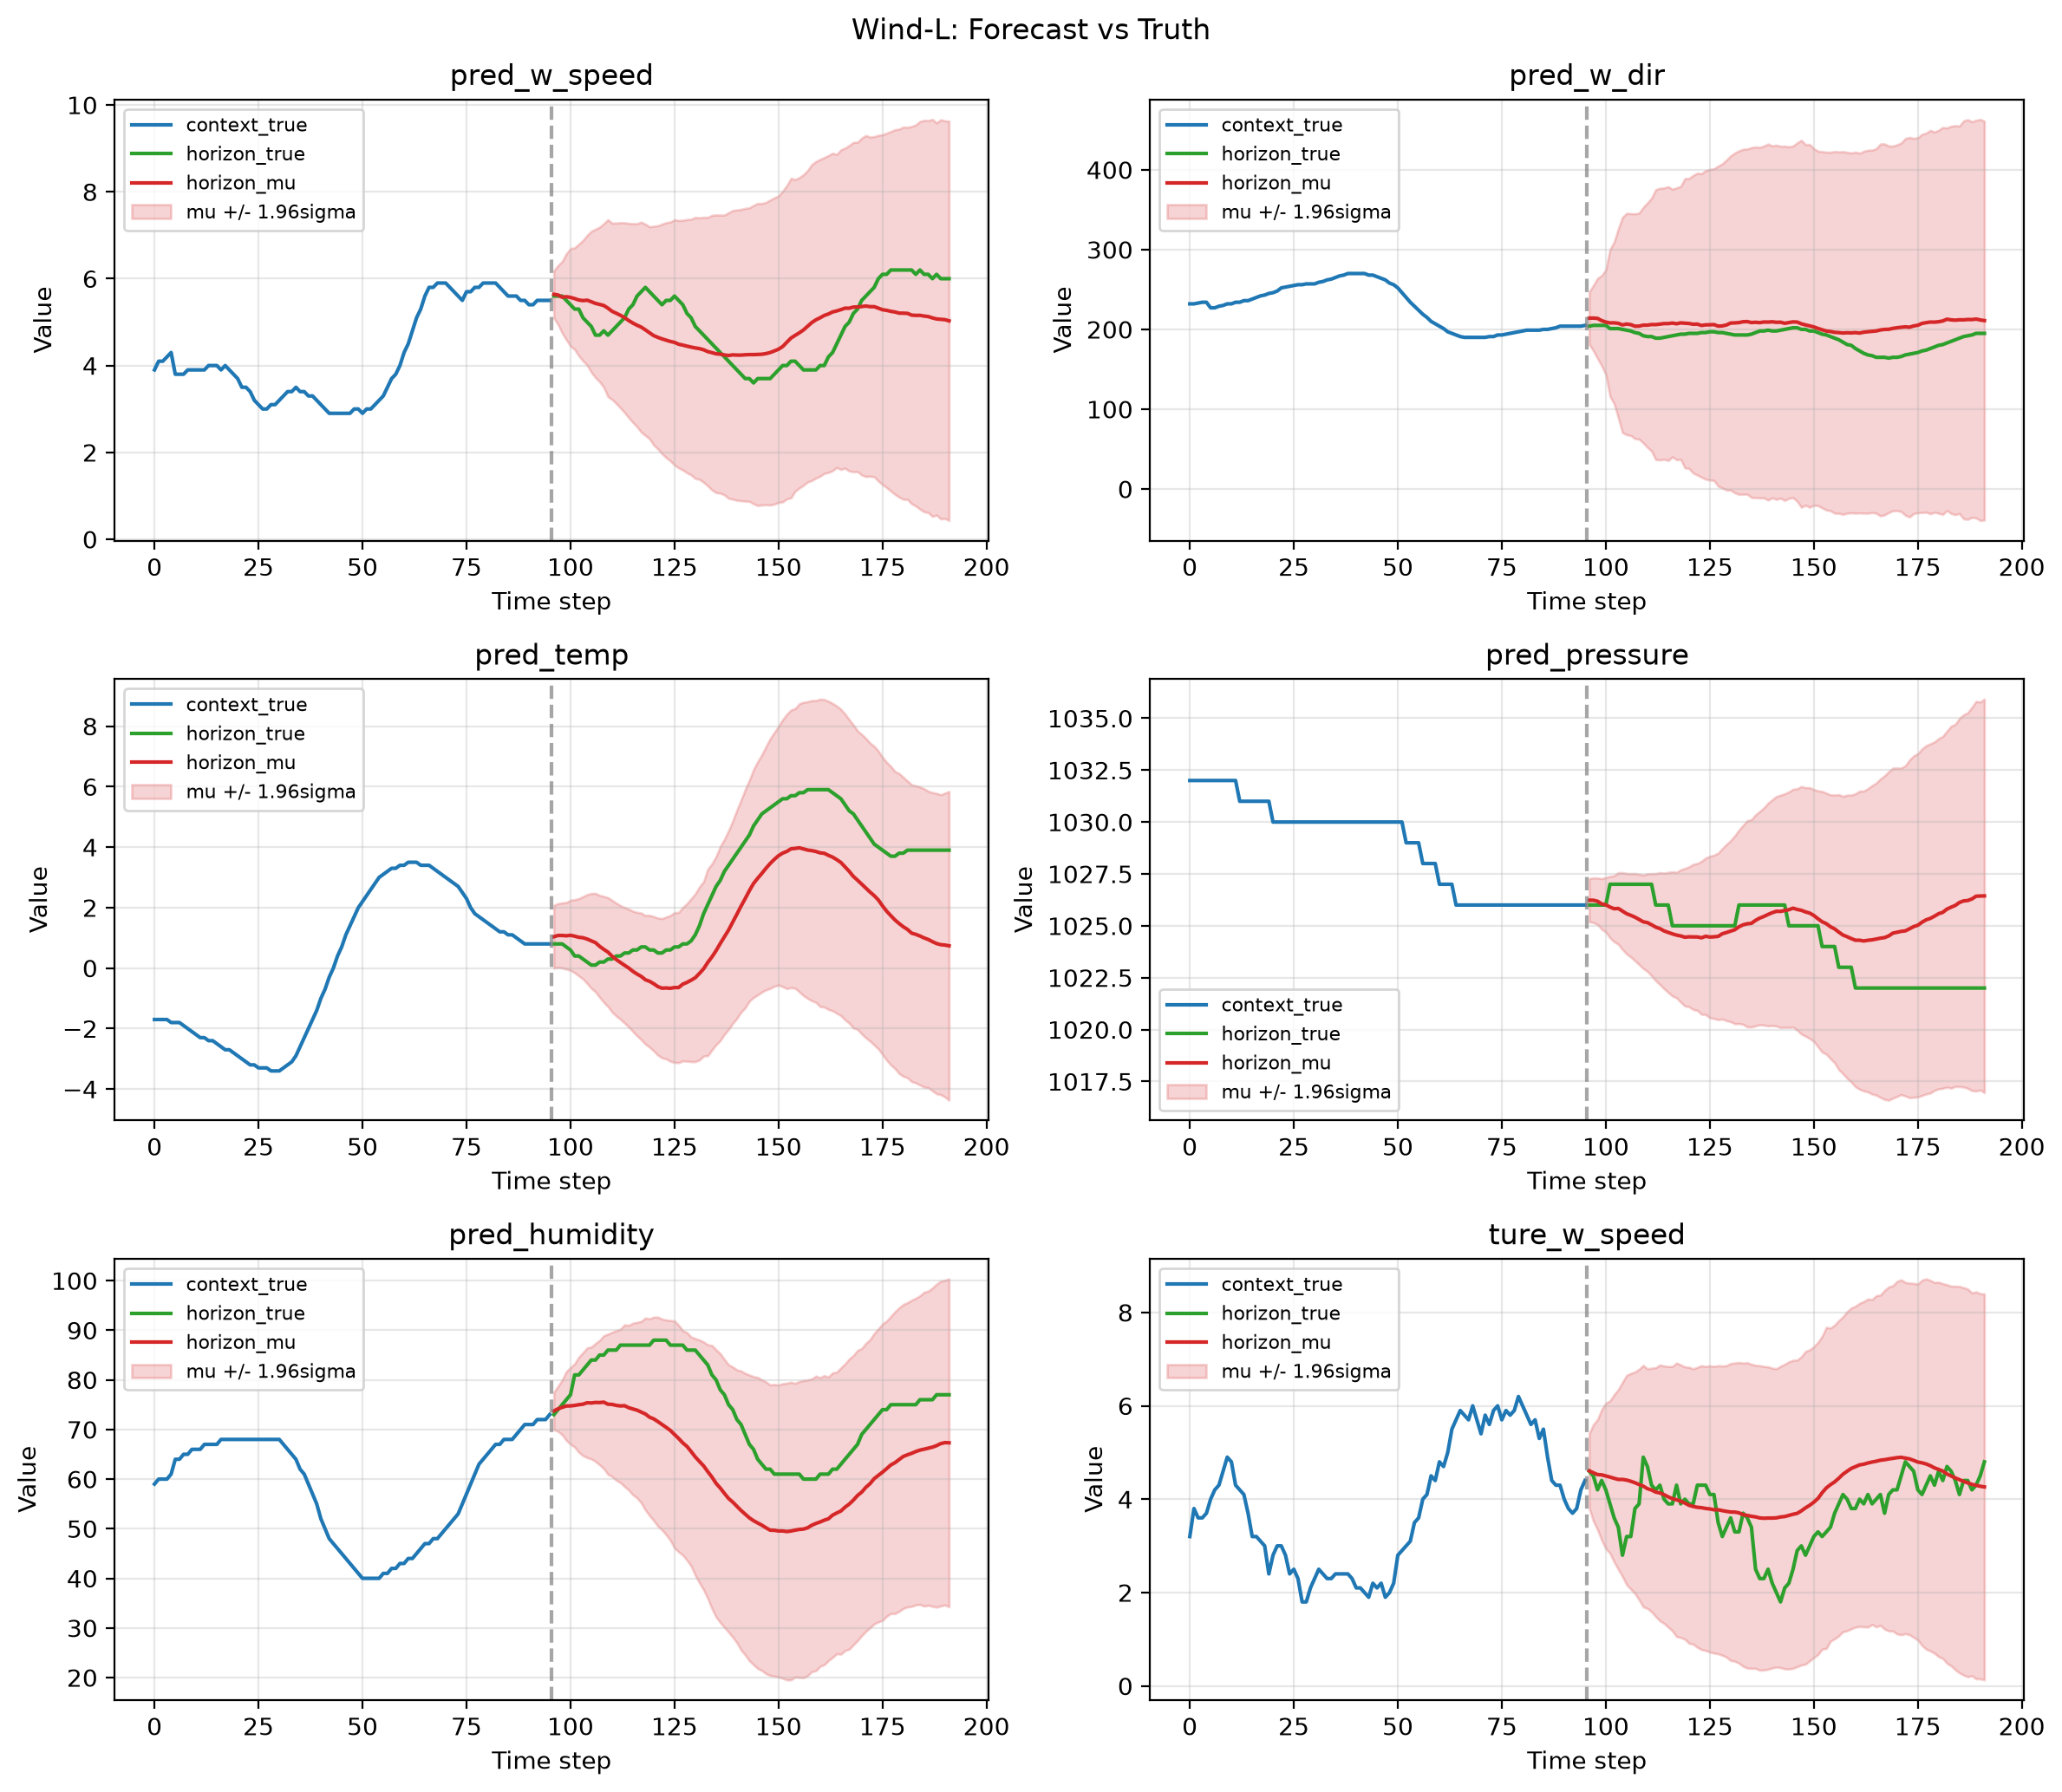 Wind-L: Forecast vs Truth
pred_w_speed
context_true
horizon_true
horizon_mu
mu +/- 1.96sigma
10
8
6
4
2
0
Value
0 25 50 75 100 125 150 175 200
Time step
pred_w_dir
context_true
horizon_true
horizon_mu
mu +/- 1.96sigma
400
300
200
100
0
Value
0 25 50 75 100 125 150 175 200
Time step
pred_temp
context_true
horizon_true
horizon_mu
mu +/- 1.96sigma
8
6
4
2
0
−2
−4
Value
0 25 50 75 100 125 150 175 200
Time step
pred_pressure
1035.0
1032.5
1030.0
1027.5
1025.0
1022.5
1020.0
1017.5
Value
context_true
horizon_true
horizon_mu
mu +/- 1.96sigma
0 25 50 75 100 125 150 175 200
Time step
pred_humidity
context_true
horizon_true
horizon_mu
mu +/- 1.96sigma
100
90
80
70
60
50
40
30
20
Value
0 25 50 75 100 125 150 175 200
Time step
ture_w_speed
context_true
horizon_true
horizon_mu
mu +/- 1.96sigma
8
6
4
2
0
Value
0 25 50 75 100 125 150 175 200
Time step